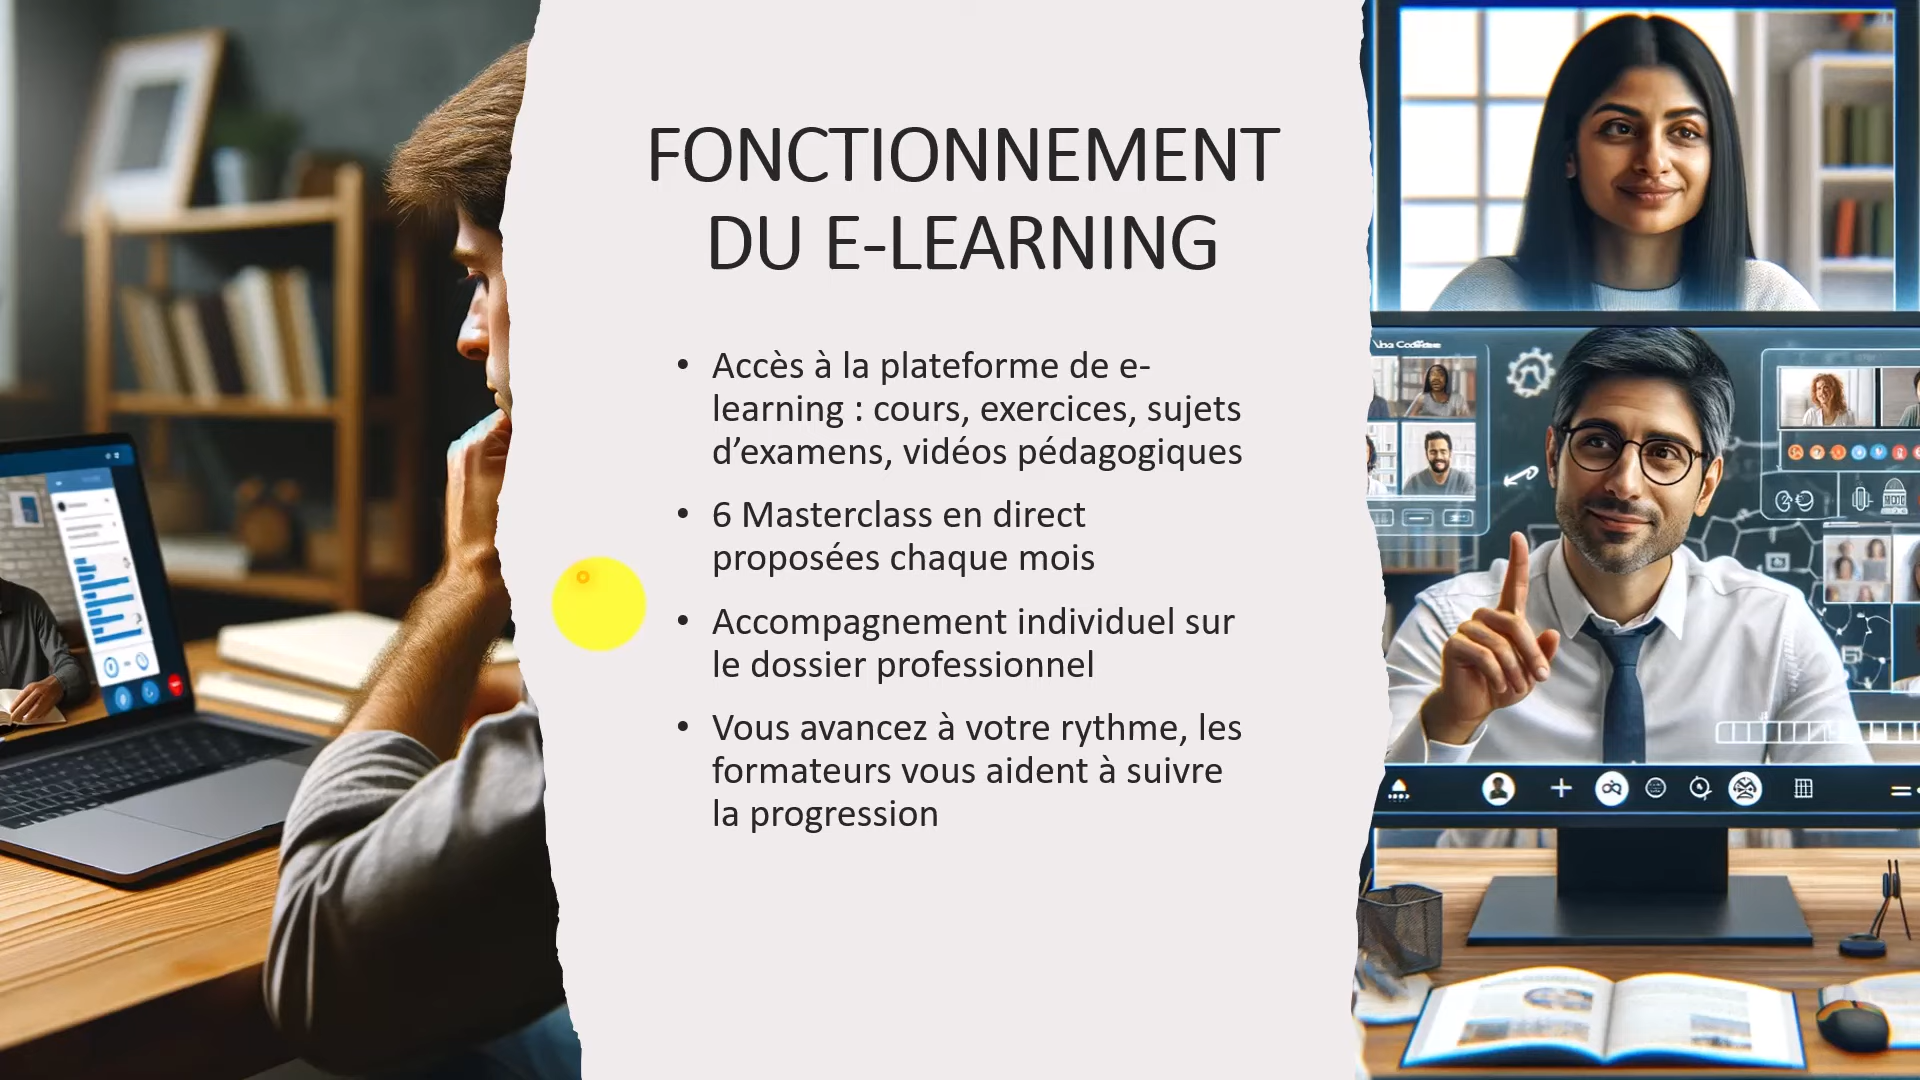 FONCTIONNEMENT
DU E-LEARNING
• Accès à la plateforme de e-
learning : cours, exercices, sujets
d’examens, vidéos pédagogiques
• 6 Masterclass en direct
proposées chaque mois
• Accompagnement individuel sur
le dossier professionnel
• Vous avancez à votre rythme, les
formateurs vous aident à suivre
la progression